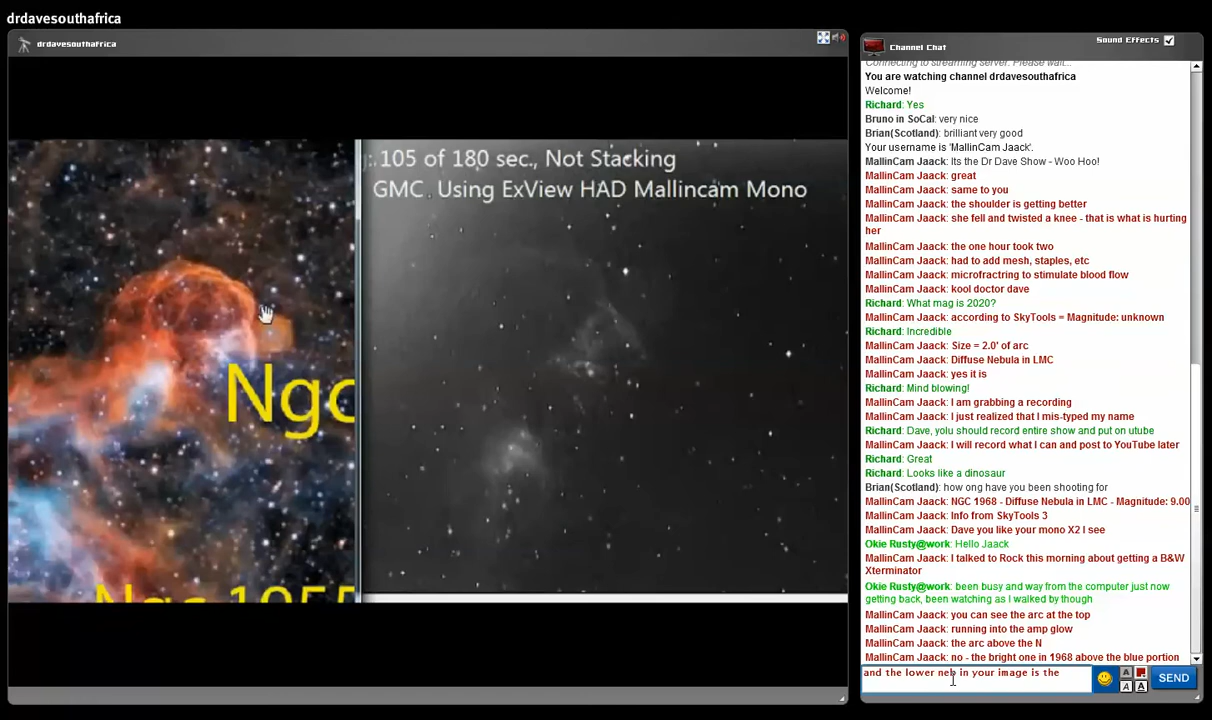 drdavesouthafrica
drdavesouthafrica
105 of 180 sec., Not Stacking
GMC. Using ExView HAD Mallincam Mono
Ngc
Ngc 1955
Channel Chat
Sound Effects
Connecting to streaming server. Please wait...
You are watching channel drdavesouthafrica
Welcome!
Richard: Yes
Bruno in SoCal: very nice
Brian(Scotland): brilliant very good
Your username is 'MallinCam Jaack'.
MallinCam Jaack: Its the Dr Dave Show - Woo Hoo!
MallinCam Jaack: great
MallinCam Jaack: same to you
MallinCam Jaack: the shoulder is getting better
MallinCam Jaack: she fell and twisted a knee - that is what is hurting
her
MallinCam Jaack: the one hour took two
MallinCam Jaack: had to add mesh, staples, etc
MallinCam Jaack: microfractring to stimulate blood flow
MallinCam Jaack: kool doctor dave
Richard: What mag is 2020?
MallinCam Jaack: according to SkyTools = Magnitude: unknown
Richard: Incredible
MallinCam Jaack: Size = 2.0' of arc
MallinCam Jaack: Diffuse Nebula in LMC
MallinCam Jaack: yes it is
Richard: Mind blowing!
MallinCam Jaack: I am grabbing a recording
MallinCam Jaack: I just realized that I mis-typed my name
Richard: Dave, yolu should record entire show and put on utube
MallinCam Jaack: I will record what I can and post to YouTube later
Richard: Great
Richard: Looks like a dinosaur
Brian(Scotland): how ong have you been shooting for
MallinCam Jaack: NGC 1968 - Diffuse Nebula in LMC - Magnitude: 9.00
MallinCam Jaack: Info from SkyTools 3
MallinCam Jaack: Dave you like your mono X2 I see
Okie Rusty@work: Hello Jaack
MallinCam Jaack: I talked to Rock this morning about getting a B&W
Xterminator
Okie Rusty@work: been busy and way from the computer just now
getting back, been watching as I walked by though
MallinCam Jaack: you can see the arc at the top
MallinCam Jaack: running into the amp glow
MallinCam Jaack: the arc above the N
MallinCam Jaack: no - the bright one in 1968 above the blue portion
and the lower neb in your image is the
A
A A
SEND